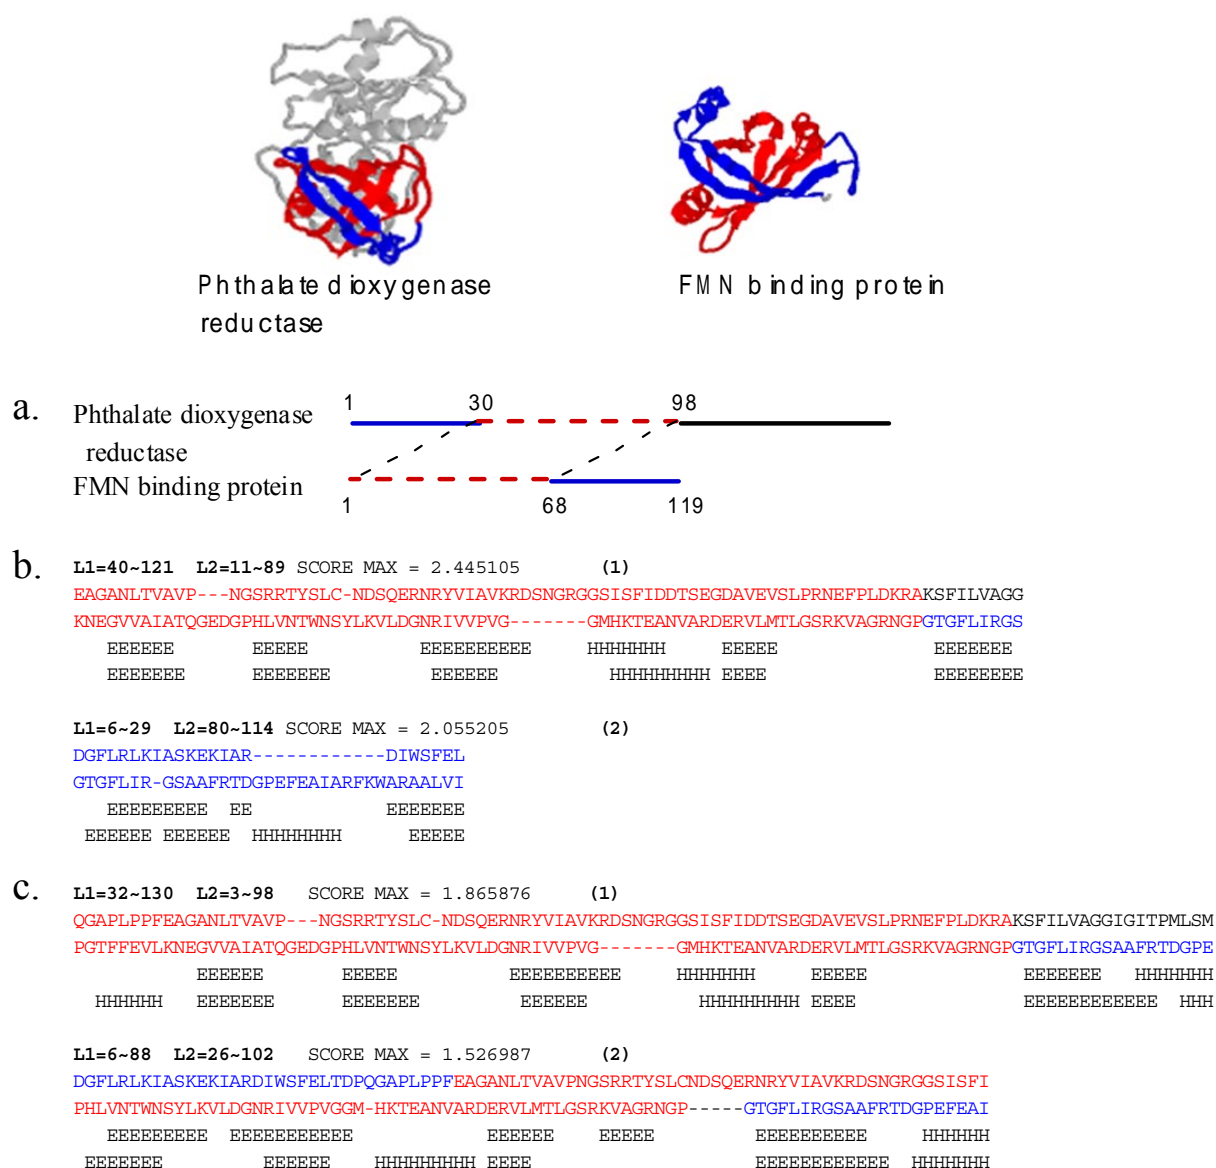 Phthalate dioxygenase
reductase
FMN binding protein
a.
Phthalate dioxygenase
reductase
1 30 98
FMN binding protein
1 68 119
b.
L1=40~121 L2=11~89 SCORE MAX = 2.445105 (1)
EAGANLTVAVP---NGSRRTYSLC-NDSQERNRYVIAVKRDSNGRGGSISFIDDTSEGDAVEVSLPRNEFPLDKRAKSFILVAGG
KNEGVVAIATQGEDGPHLVNTWNSYLKVLDGNRIVVPVG-------GMHKTEANVARDERVLMTLGSRKVAGRNGPGTGFLIRGS
EEEEEE EEEEE EEEEEEEEEE HHHHHHH EEEEE EEEEEEE
EEEEEEE EEEEEEE EEEEEE HHHHHHHHH EEEE EEEEEEEE
L1=6~29 L2=80~114 SCORE MAX = 2.055205 (2)
DGFLRLKIASKEKIAR------------DIWSFEL
GTGFLIR-GSAAFRTDGPEFEAIARFKWARAALVI
EEEEEEEEE EE EEEEEEE
EEEEEE EEEEEE HHHHHHHH EEEEE
c.
L1=32~130 L2=3~98 SCORE MAX = 1.865876 (1)
QGAPLPPFEAGANLTVAVP---NGSRRTYSLC-NDSQERNRYVIAVKRDSNGRGGSISFIDDTSEGDAVEVSLPRNEFPLDKRAKSFILVAGGIGITPMLSM
PGTFFEVLKNEGVVAIATQGEDGPHLVNTWNSYLKVLDGNRIVVPVG-------GMHKTEANVARDERVLMTLGSRKVAGRNGPGTGFLIRGSAAFRTDGPE
EEEEEE EEEEE EEEEEEEEEE HHHHHHH EEEEE EEEEEEE HHHHHHH
HHHHHH EEEEEEE EEEEEEE EEEEEE HHHHHHHHH EEEE EEEEEEEEEEEE HHH
L1=6~88 L2=26~102 SCORE MAX = 1.526987 (2)
DGFLRLKIASKEKIARDIWSFELTDPQGAPLPPFEAGANLTVAVPNGSRRTYSLCNDSQERNRYVIAVKRDSNGRGGSISFI
PHLVNTWNSYLKVLDGNRIVVPVGGM-HKTEANVARDERVLMTLGSRKVAGRNGP-----GTGFLIRGSAAFRTDGPEFEAI
EEEEEEEEE EEEEEEEEEEE EEEEEE EEEEE EEEEEEEEEE HHHHHH
EEEEEEE EEEEEE HHHHHHHHH EEEE EEEEEEEEEEEE HHHHHHH